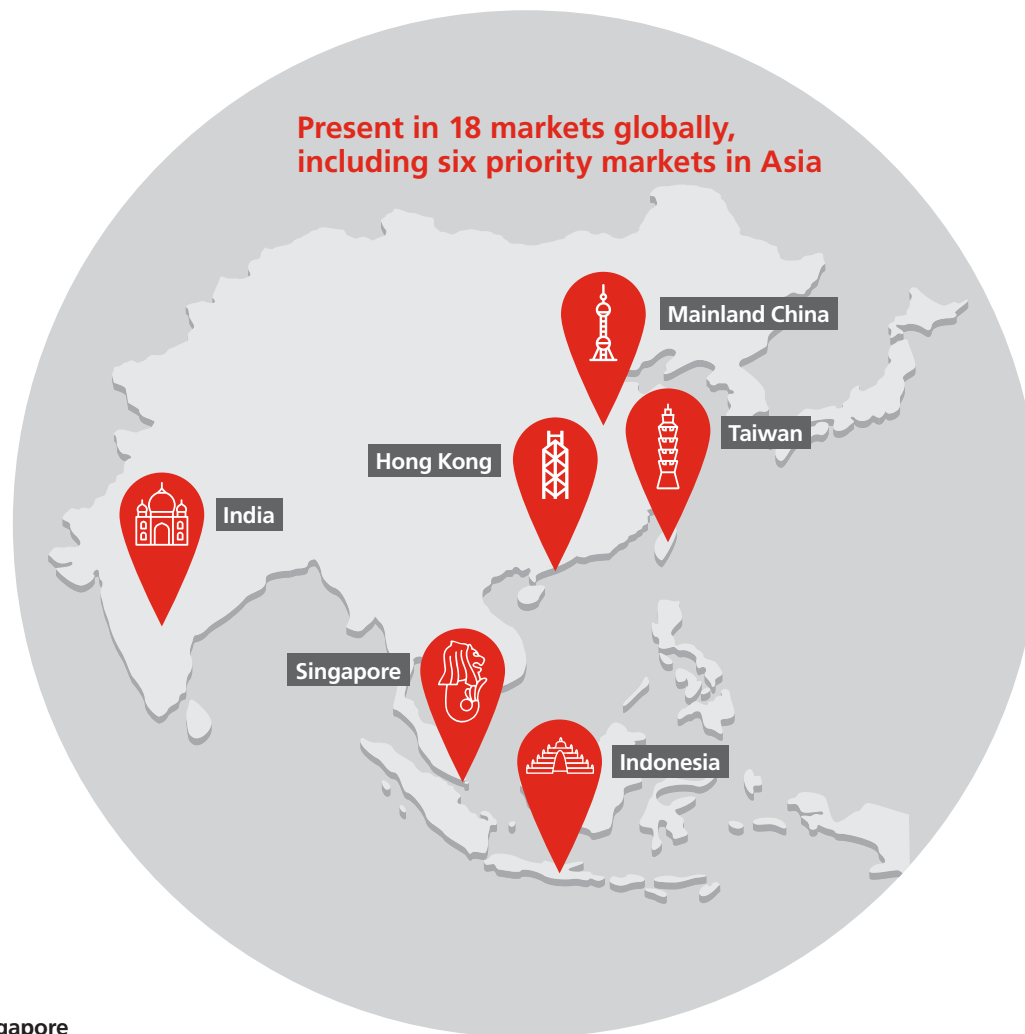 Present in 18 markets globally,
including six priority markets in Asia
Mainland China
Taiwan
Hong Kong
India
Singapore
Indonesia
gapore